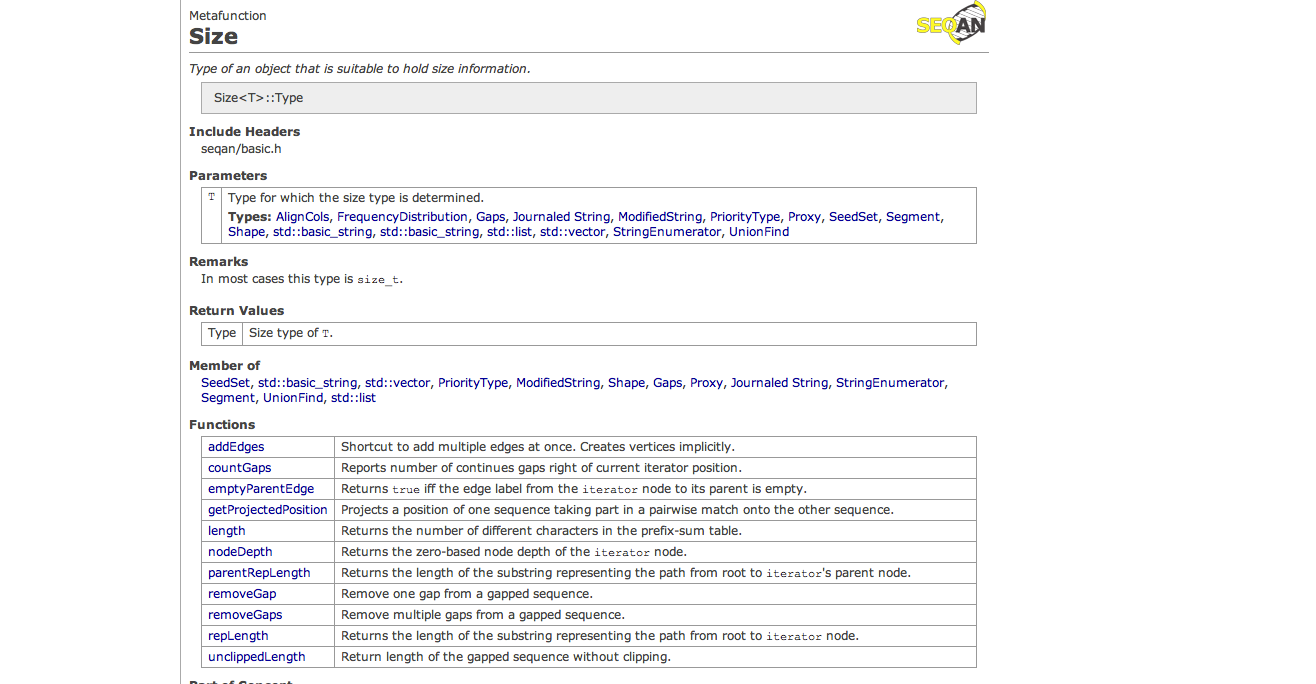 Metafunction
SEQAN
Size
Type of an object that is suitable to hold size information.
Size<T>::Type
Include Headers
seqan/basic.h
Parameters
T Type for which the size type is determined.
Types: AlignCols, FrequencyDistribution, Gaps, Journaled String, ModifiedString, PriorityType, Proxy, SeedSet, Segment,
Shape, std::basic_string, std::basic_string, std::list, std::vector, StringEnumerator, UnionFind
Remarks
In most cases this type is size_t.
Return Values
Type Size type of T.
Member of
SeedSet, std::basic_string, std::vector, PriorityType, ModifiedString, Shape, Gaps, Proxy, Journaled String, StringEnumerator,
Segment, UnionFind, std::list
Functions
addEdges Shortcut to add multiple edges at once. Creates vertices implicitly.
countGaps Reports number of continues gaps right of current iterator position.
emptyParentEdge Returns true iff the edge label from the iterator node to its parent is empty.
getProjectedPosition Projects a position of one sequence taking part in a pairwise match onto the other sequence.
length Returns the number of different characters in the prefix-sum table.
nodeDepth Returns the zero-based node depth of the iterator node.
parentRepLength Returns the length of the substring representing the path from root to iterator's parent node.
removeGap Remove one gap from a gapped sequence.
removeGaps Remove multiple gaps from a gapped sequence.
repLength Returns the length of the substring representing the path from root to iterator node.
unclippedLength Return length of the gapped sequence without clipping.
Part of Concept